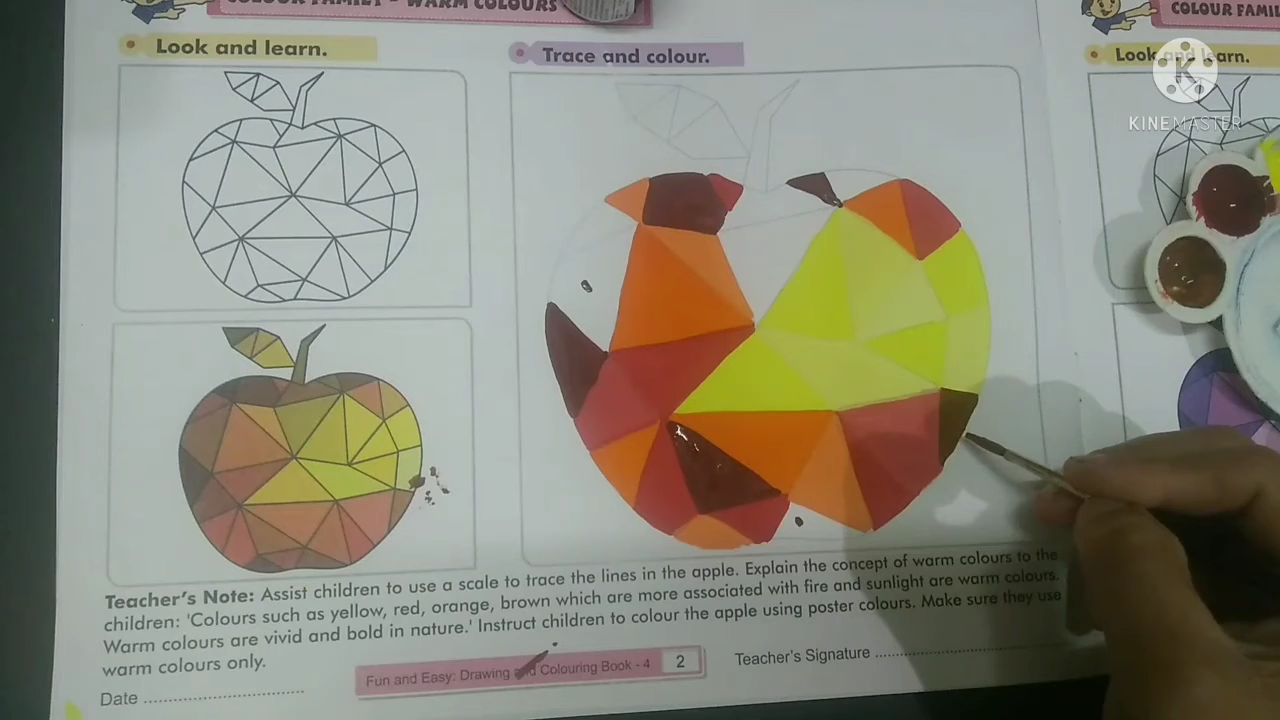 COLOUR FAMILY - WARM COLOURS
COLOUR FAMIL
Look and learn.
Trace and colour.
Look and learn.
K
KINEMASTER
Teacher's Note: Assist children to use a scale to trace the lines in the apple. Explain the concept of warm colours to the
children: 'Colours such as yellow, red, orange, brown which are more associated with fire and sunlight are warm colours.
Warm colours are vivid and bold in nature.' Instruct children to colour the apple using poster colours. Make sure they use
warm colours only.
Date ............................
Fun and Easy: Drawing and Colouring Book - 4 2
Teacher's Signature ................................